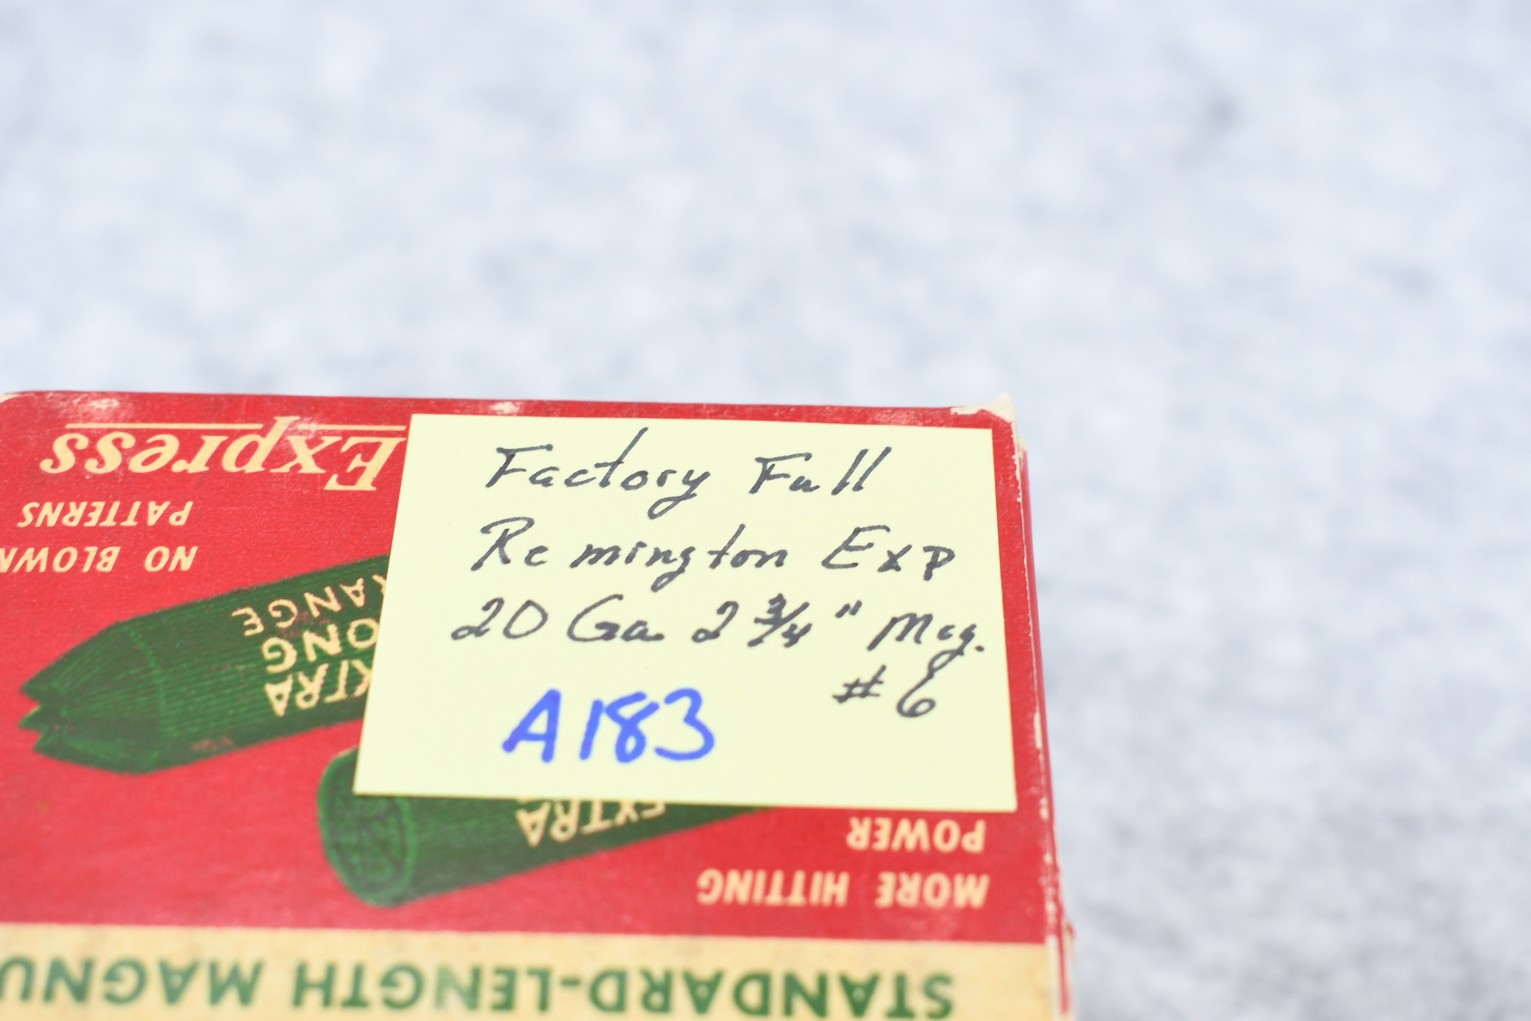 Factory Full
Remington Exp
20 Ga. 2 3/4" Mag.
#6
A183
STANDARD-LENGTH MAGNU
MORE HITTING
POWER
EXTRA
EXTRA
LONG
RANGE
NO BLOWN
PATTERNS
Express